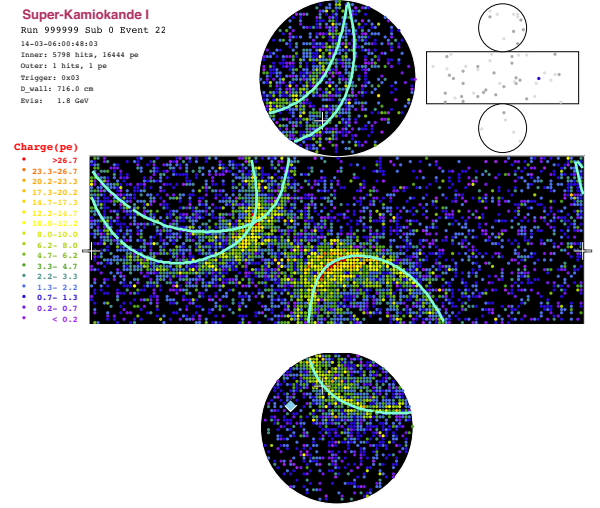 Super-Kamiokande I
Run 999999 Sub 0 Event 22
14-03-06:00:48:03
Inner: 5798 hits, 16444 pe
Outer: 1 hits, 1 pe
Trigger: 0x03
D_wall: 716.0 cm
Evis: 1.8 GeV
Charge(pe)
>26.7
23.3-26.7
20.2-23.3
17.3-20.2
14.7-17.3
12.2-14.7
10.0-12.2
8.0-10.0
6.2- 8.0
4.7- 6.2
3.3- 4.7
2.2- 3.3
1.3- 2.2
0.7- 1.3
0.2- 0.7
< 0.2